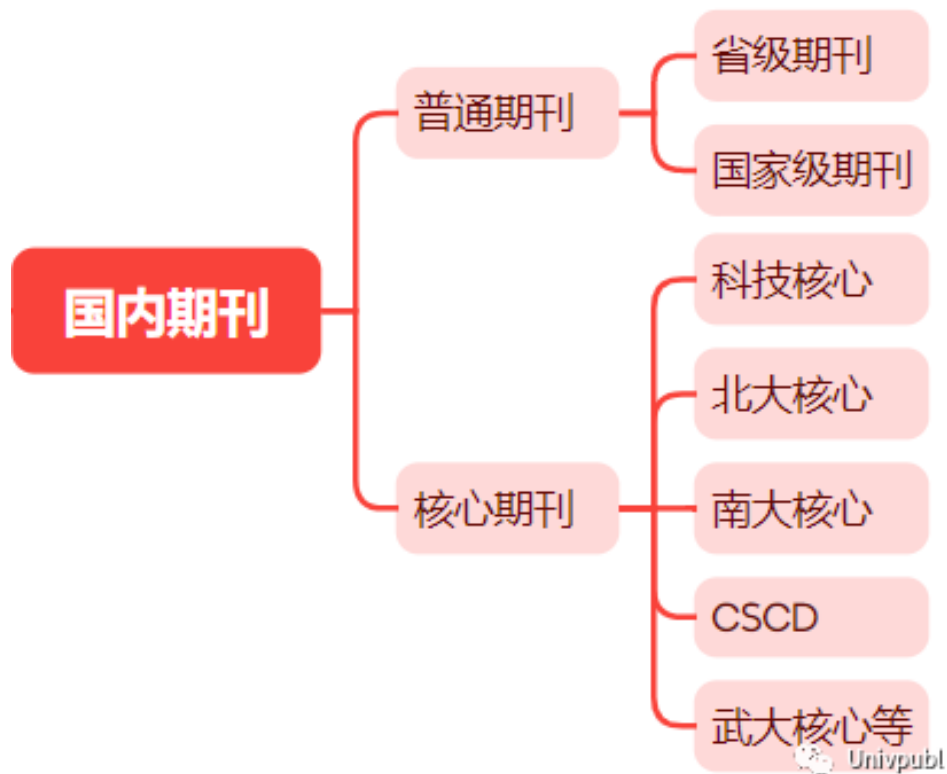 国内期刊
普通期刊
省级期刊
国家级期刊
核心期刊
科技核心
北大核心
南大核心
CSCD
武大核心等
Univpubl